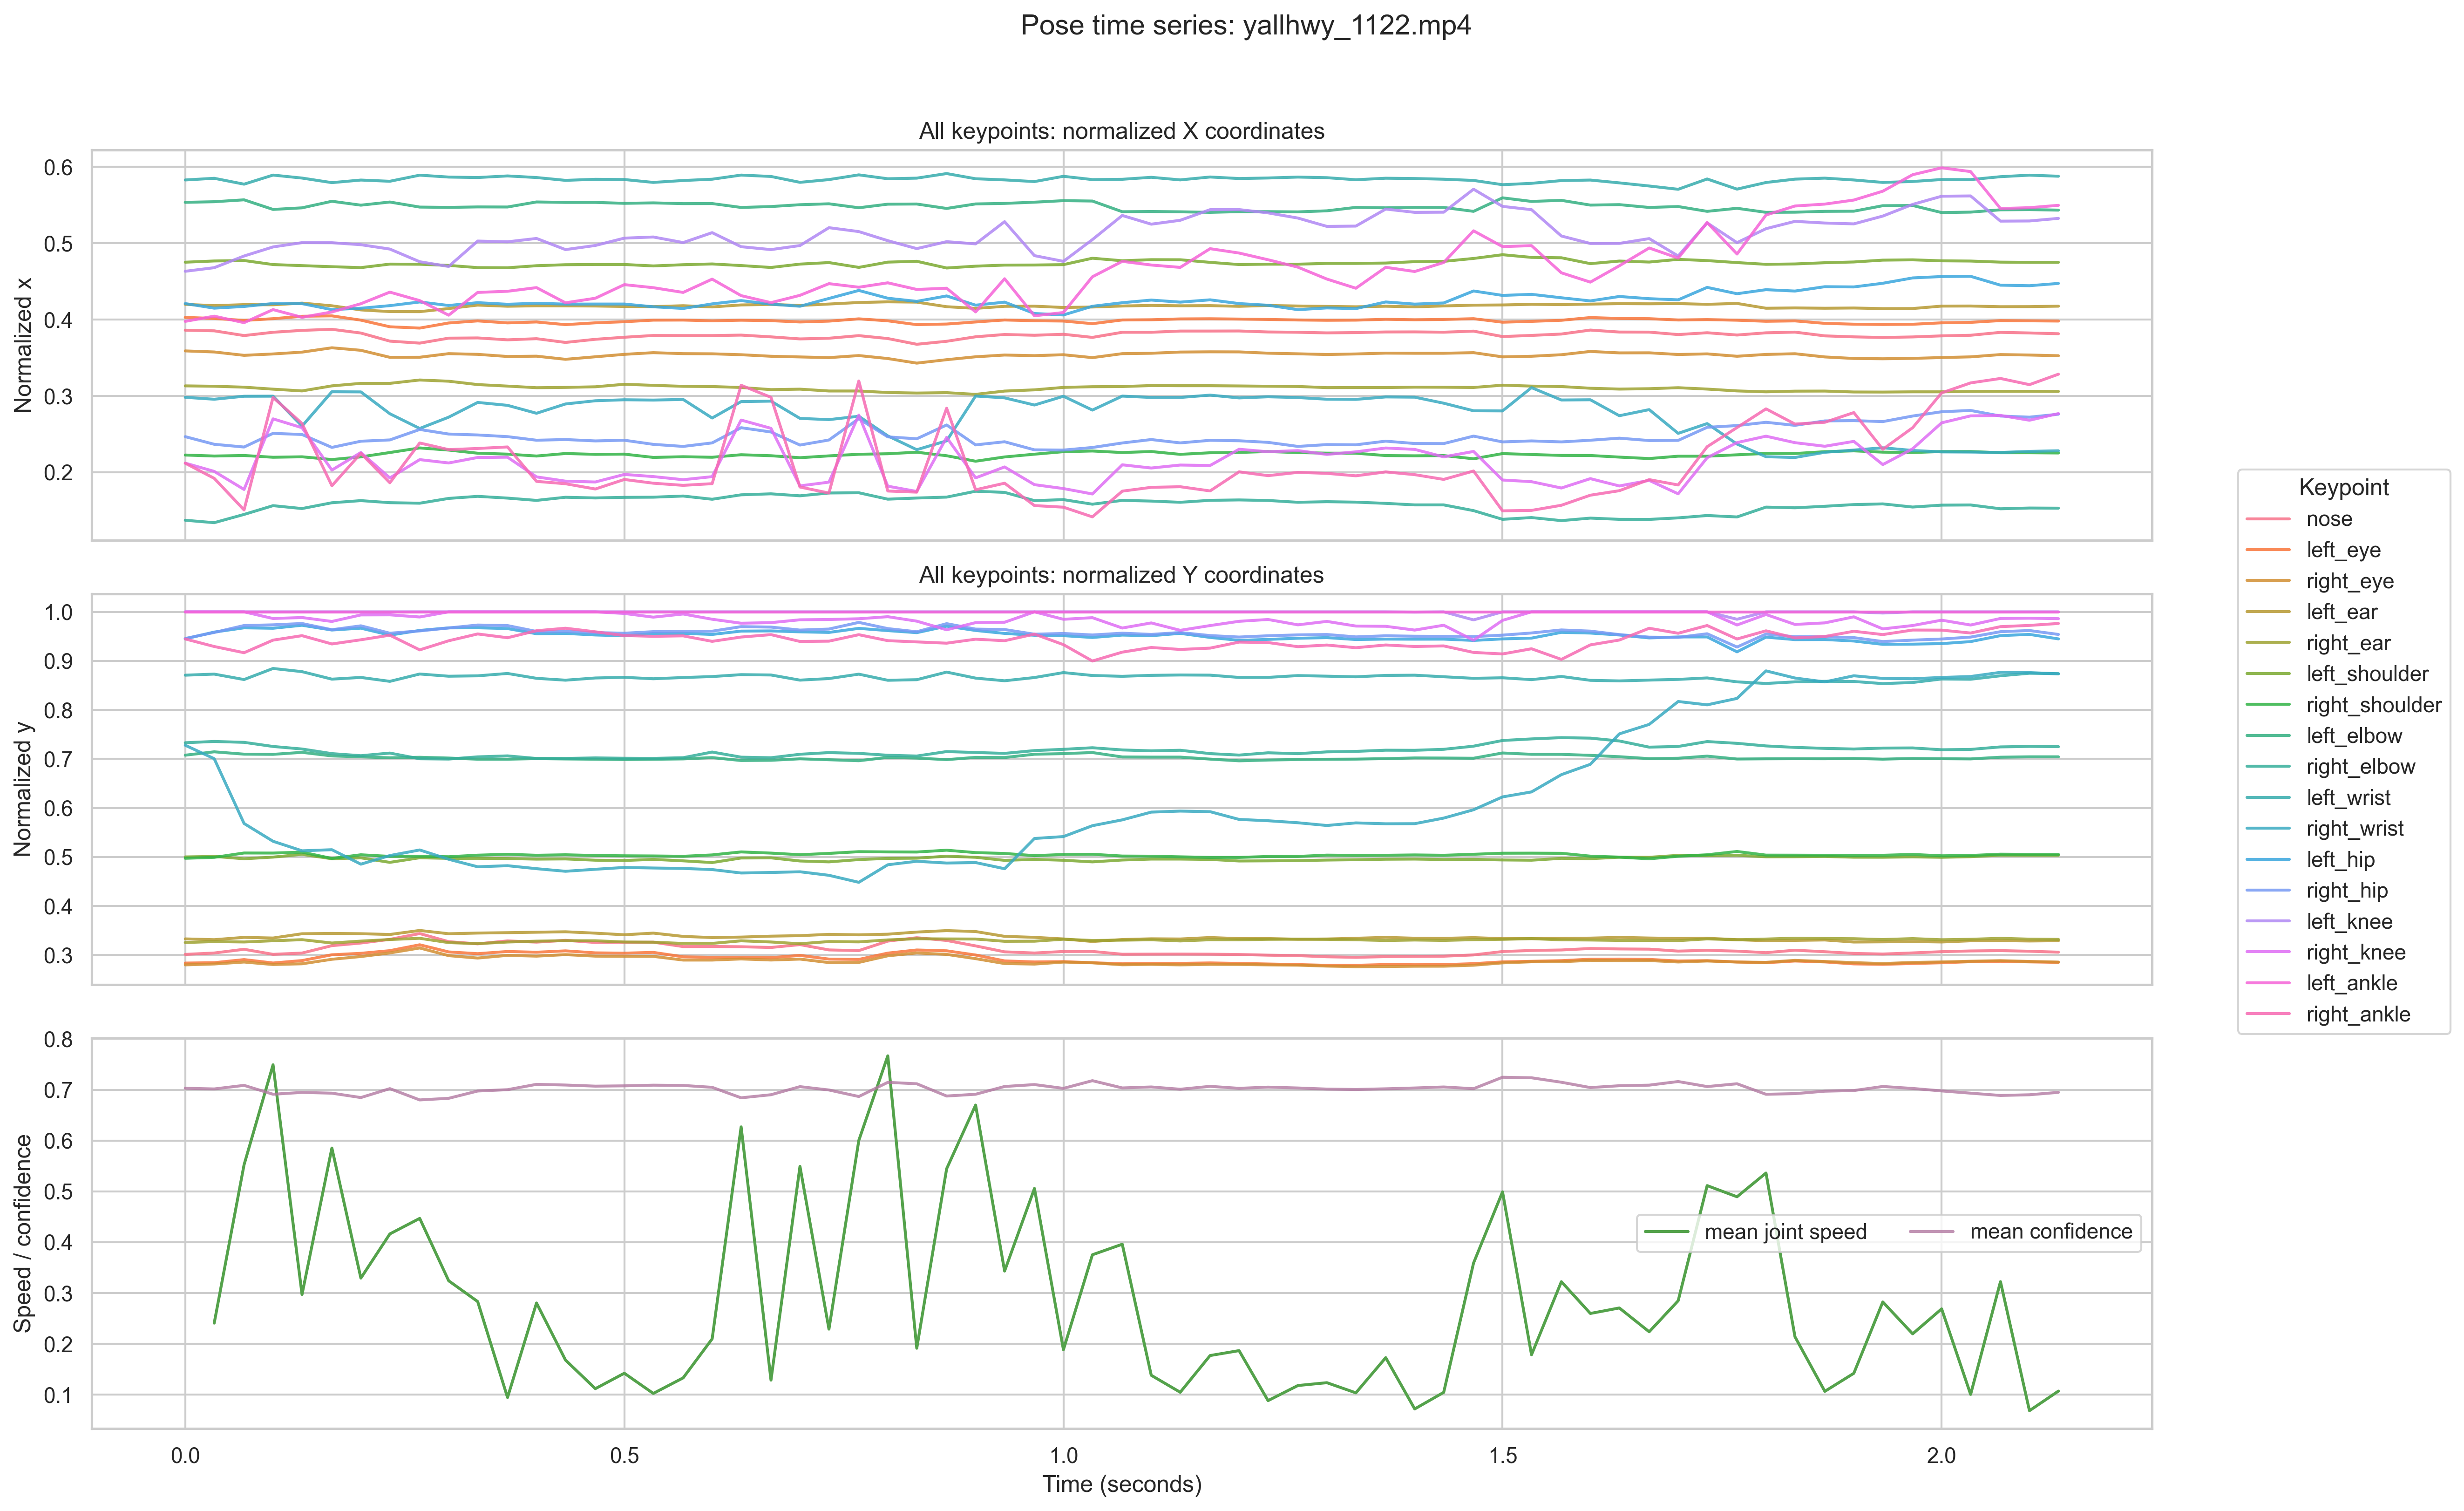 Pose time series: yallhwy_1122.mp4
All keypoints: normalized X coordinates
Normalized x
0.6
0.5
0.4
0.3
0.2
All keypoints: normalized Y coordinates
Normalized y
1.0
0.9
0.8
0.7
0.6
0.5
0.4
0.3
Speed / confidence
0.8
0.7
0.6
0.5
0.4
0.3
0.2
0.1
mean joint speed
mean confidence
0.0
0.5
1.0
1.5
2.0
Time (seconds)
Keypoint
nose
left_eye
right_eye
left_ear
right_ear
left_shoulder
right_shoulder
left_elbow
right_elbow
left_wrist
right_wrist
left_hip
right_hip
left_knee
right_knee
left_ankle
right_ankle